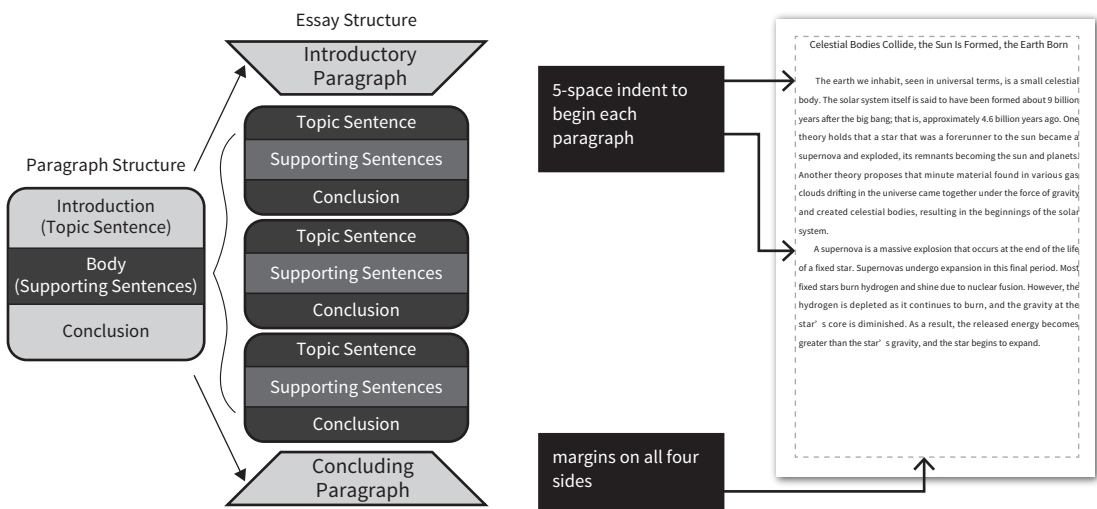 Essay Structure
Introductory
Paragraph
Paragraph Structure
Introduction
(Topic Sentence)
Body
(Supporting Sentences)
Conclusion
Topic Sentence
Supporting Sentences
Conclusion
Topic Sentence
Supporting Sentences
Conclusion
Topic Sentence
Supporting Sentences
Conclusion
Concluding
Paragraph
5-space indent to
begin each
paragraph
margins on all four
sides
Celestial Bodies Collide, the Sun Is Formed, the Earth Born
The earth we inhabit, seen in universal terms, is a small celestial
body. The solar system itself is said to have been formed about 9 billion
years after the big bang; that is, approximately 4.6 billion years ago. One
theory holds that a star that was a forerunner to the sun became a
supernova and exploded, its remnants becoming the sun and planets.
Another theory proposes that minute material found in various gas
clouds drifting in the universe came together under the force of gravity
and created celestial bodies, resulting in the beginnings of the solar
system.
A supernova is a massive explosion that occurs at the end of the life
of a fixed star. Supernovas undergo expansion in this final period. Most
fixed stars burn hydrogen and shine due to nuclear fusion. However, the
hydrogen is depleted as it continues to burn, and the gravity at the
star’s core is diminished. As a result, the released energy becomes
greater than the star’s gravity, and the star begins to expand.